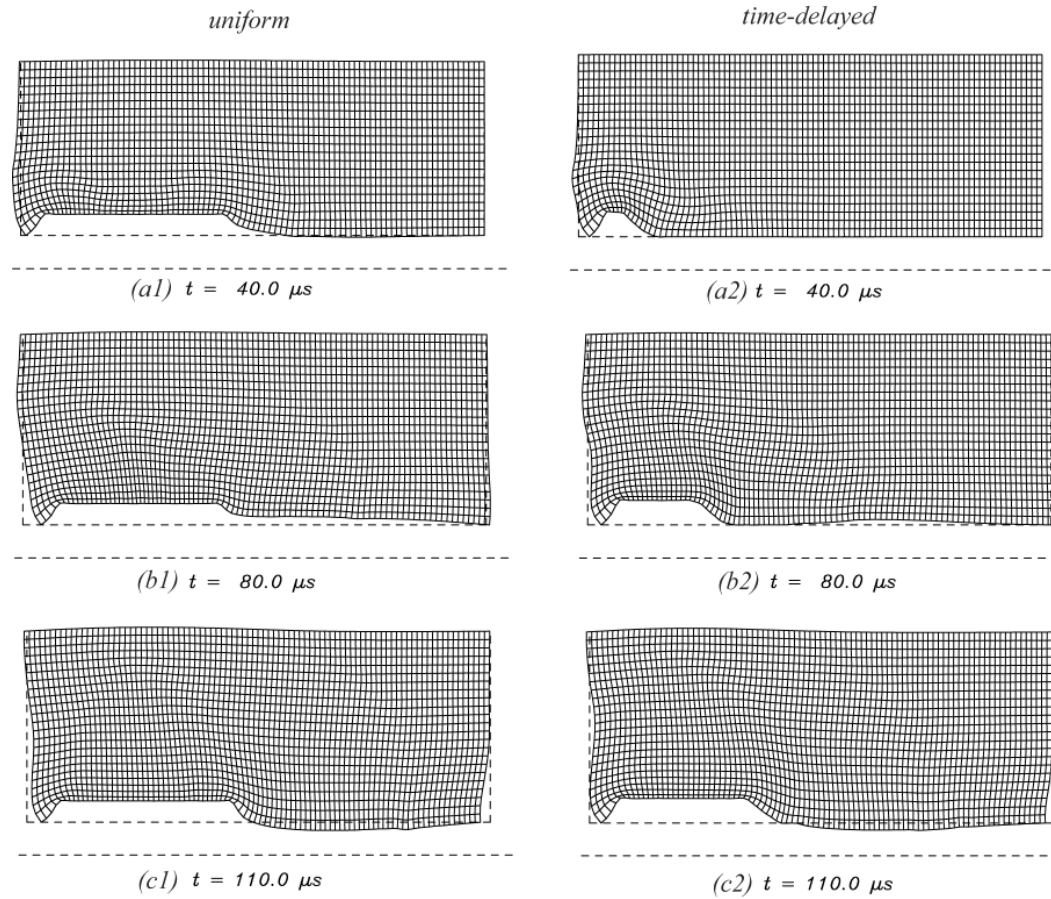 uniform time-delayed
(a1) t = 40.0 μs (a2) t = 40.0 μs
(b1) t = 80.0 μs (b2) t = 80.0 μs
(c1) t = 110.0 μs (c2) t = 110.0 μs